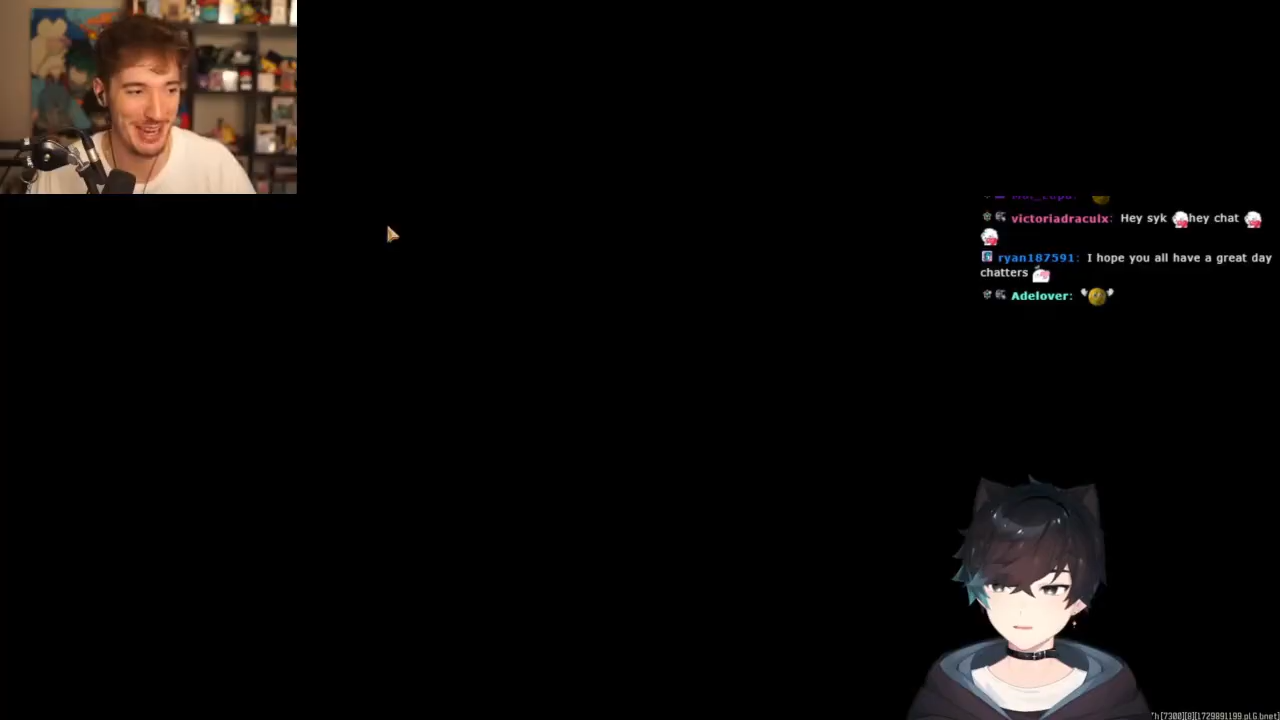 victoriadraculx: Hey syk hey chat
ryan187591: I hope you all have a great day
chatters
Adelover: